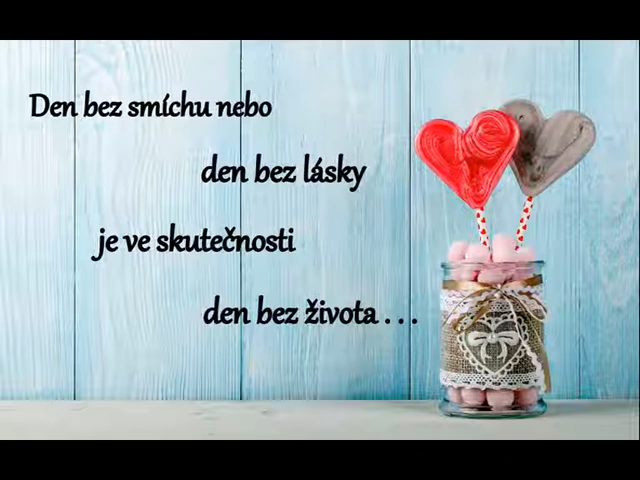 Den bez smíchu nebo
den bez lásky
je ve skutečnosti
den bez života . . .